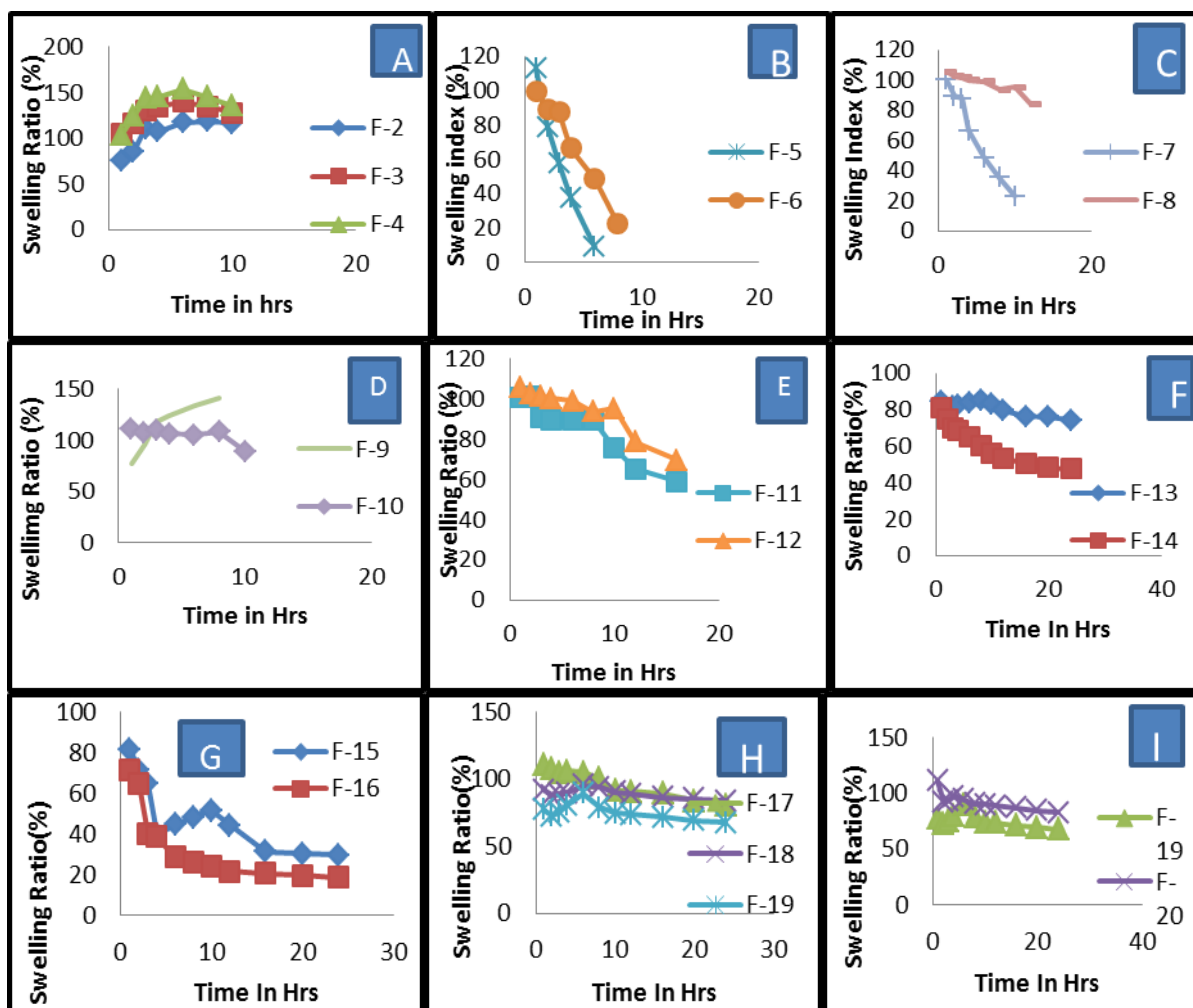 A
Swelling Ratio (%)
200
150
100
50
0
0
10
20
Time in hrs
F-2
F-3
F-4
B
Swelling index (%)
120
100
80
60
40
20
0
0
10
20
Time in Hrs
F-5
F-6
C
Swelling Index (%)
120
100
80
60
40
20
0
0
20
Time in Hrs
F-7
F-8
D
Swellimg Ratio (%)
150
100
50
0
0
10
20
Time in Hrs
F-9
F-10
E
Swelling Ratio (%)
120
100
80
60
40
20
0
0
10
20
Time in Hrs
F-11
F-12
F
Swelling Ratio(%)
100
80
60
40
20
0
0
20
40
Time In Hrs
F-13
F-14
G
Swelling Ratio(%)
100
80
60
40
20
0
0
10
20
30
Time In Hrs
F-15
F-16
H
Swelling Ratio(%)
150
100
50
0
0
10
20
30
Time In Hrs
F-17
F-18
F-19
I
Swelling Ratio(%)
150
100
50
0
0
20
40
Time In Hrs
F-
19
F-
20